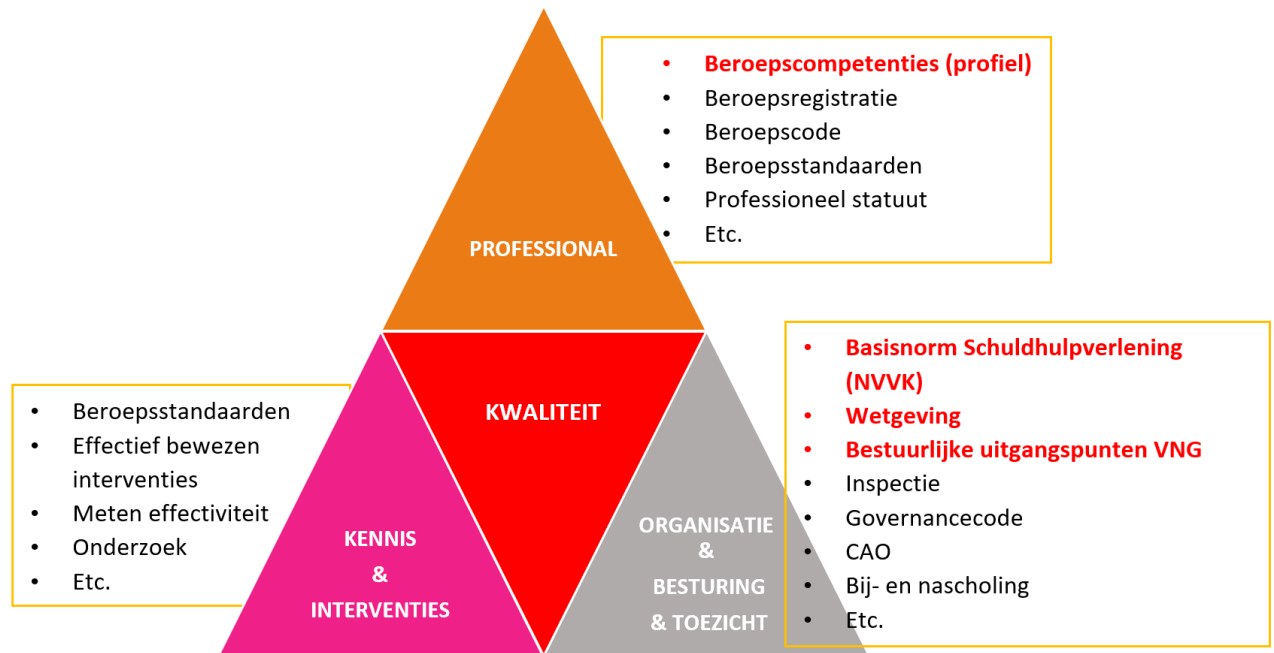 • Beroepscompetenties (profiel)
• Beroepsregistratie
• Beroepscode
• Beroepsstandaarden
• Professioneel statuut
• Etc.
PROFESSIONAL
• Basisnorm Schuldhulpverlening
(NVVK)
• Wetgeving
• Bestuurlijke uitgangspunten VNG
• Inspectie
• Governancecode
• CAO
• Bij- en nascholing
• Etc.
KWALITEIT
• Beroepsstandaarden
• Effectief bewezen
interventies
• Meten effectiviteit
• Onderzoek
• Etc.
KENNIS
&
INTERVENTIES
ORGANISATIE
&
BESTURING
& TOEZICHT